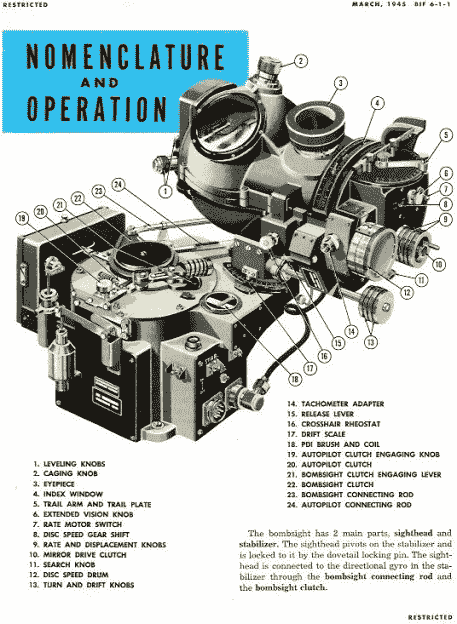 RESTRICTED
MARCH, 1945 BIF 6-1-1
NOMENCLATURE
AND
OPERATION
2
3
4
5
6
7
8
9
10
11
12
13
14
15
16
17
18
1
24
23
22
21
20
19
1. LEVELING KNOBS
2. CAGING KNOB
3. EYEPIECE
4. INDEX WINDOW
5. TRAIL ARM AND TRAIL PLATE
6. EXTENDED VISION KNOB
7. RATE MOTOR SWITCH
8. DISC SPEED GEAR SHIFT
9. RATE AND DISPLACEMENT KNOBS
10. MIRROR DRIVE CLUTCH
11. SEARCH KNOB
12. DISC SPEED DRUM
13. TURN AND DRIFT KNOBS
14. TACHOMETER ADAPTER
15. RELEASE LEVER
16. CROSSHAIR RHEOSTAT
17. DRIFT SCALE
18. PDI BRUSH AND COIL
19. AUTOPILOT CLUTCH ENGAGING KNOB
20. AUTOPILOT CLUTCH
21. BOMBSIGHT CLUTCH ENGAGING LEVER
22. BOMBSIGHT CLUTCH
23. BOMBSIGHT CONNECTING ROD
24. AUTOPILOT CONNECTING ROD
The bombsight has 2 main parts, sighthead and
stabilizer. The sighthead pivots on the stabilizer and
is locked to it by the dovetail locking pin. The sight-
head is connected to the directional gyro in the sta-
bilizer through the bombsight connecting rod and
the bombsight clutch.
RESTRICTED